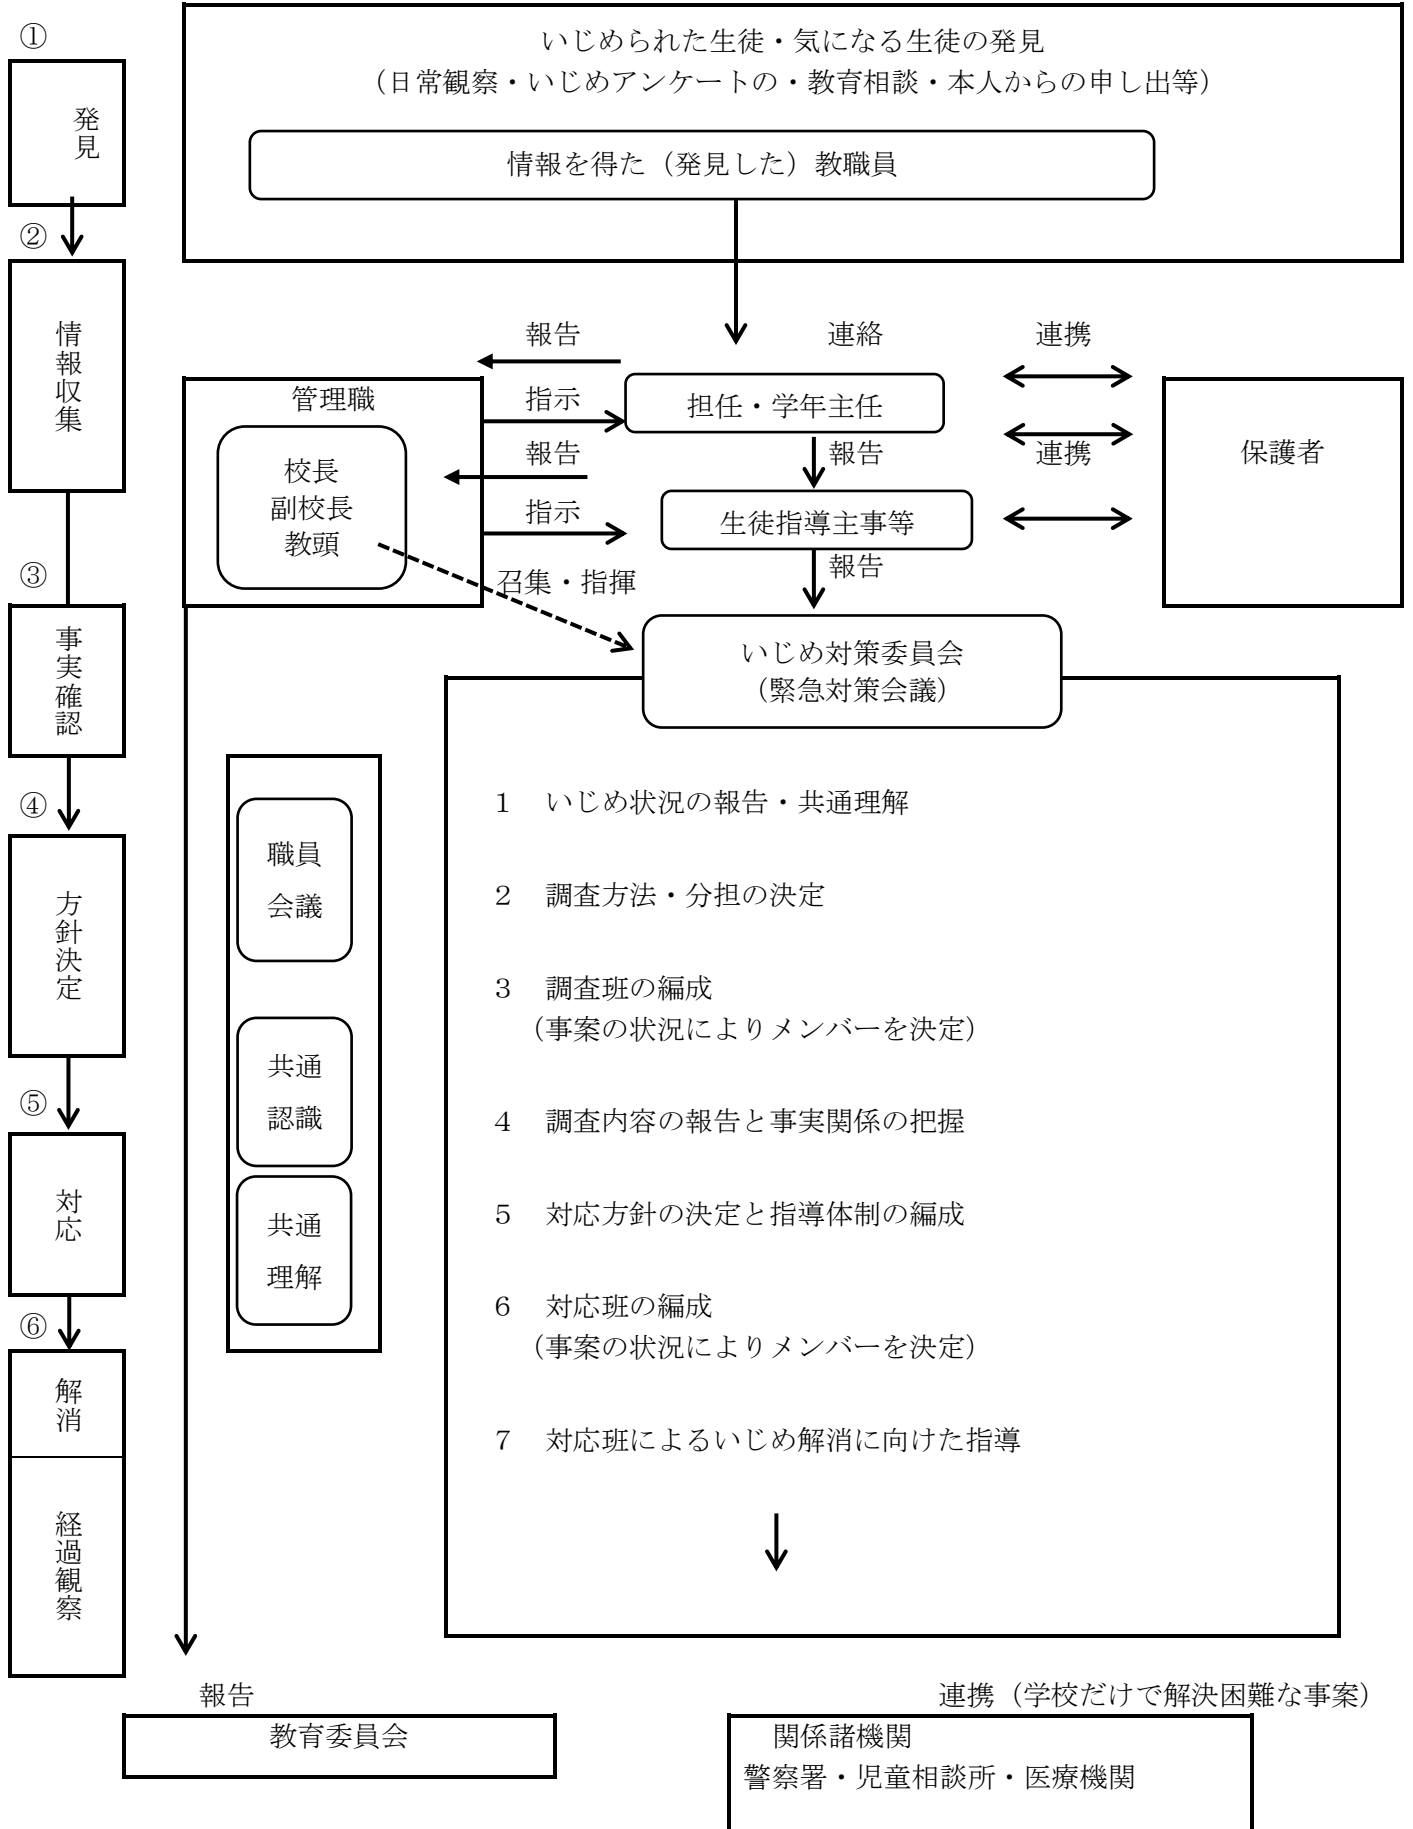 ①
発見
②
情報収集
③
事実確認
④
方針決定
⑤
対応
⑥
解消
経過観察
いじめられた生徒・気になる生徒の発見
（日常観察・いじめアンケートの・教育相談・本人からの申し出等）
情報を得た（発見した）教職員
報告
連絡
連携
管理職
指示
担任・学年主任
報告
報告
連携
保護者
校長
副校長
教頭
指示
生徒指導主事等
報告
召集・指揮
いじめ対策委員会
（緊急対策会議）
職員
会議
共通
認識
共通
理解
１　いじめ状況の報告・共通理解
２　調査方法・分担の決定
３　調査班の編成
（事案の状況によりメンバーを決定）
４　調査内容の報告と事実関係の把握
５　対応方針の決定と指導体制の編成
６　対応班の編成
（事案の状況によりメンバーを決定）
７　対応班によるいじめ解消に向けた指導
報告
連携（学校だけで解決困難な事案）
教育委員会
関係諸機関
警察署・児童相談所・医療機関